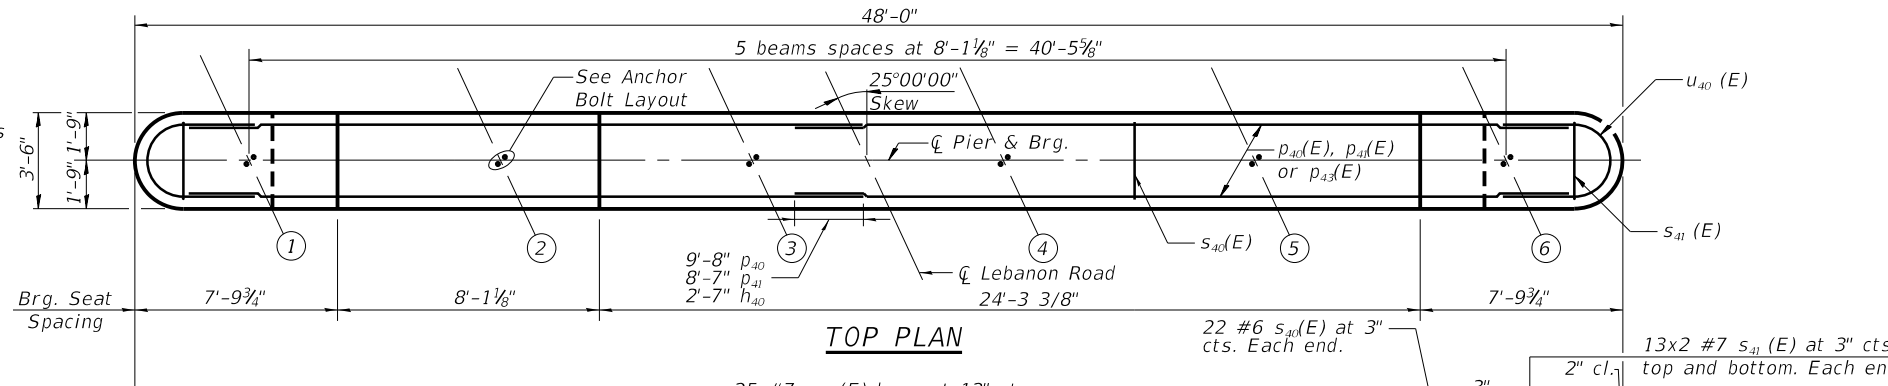 48'-0"
5 beams spaces at 8'-1⅛" = 40'-5⅝"
See Anchor
Bolt Layout
25°00'00"
Skew
u40 (E)
3'-6"
1'-9"
1'-9"
℄ Pier & Brg.
p40(E), p41(E)
or p43(E)
1
2
3
4
5
6
s40(E)
s41 (E)
9'-8" p40
8'-7" p41
2'-7" h40
℄ Lebanon Road
Brg. Seat
Spacing
7'-9¾"
8'-1⅛"
24'-3 3/8"
7'-9¾"
TOP PLAN
22 #6 s40(E) at 3"
cts. Each end.
13x2 #7 s41 (E) at 3" cts
top and bottom. Each en
2" cl.
3"